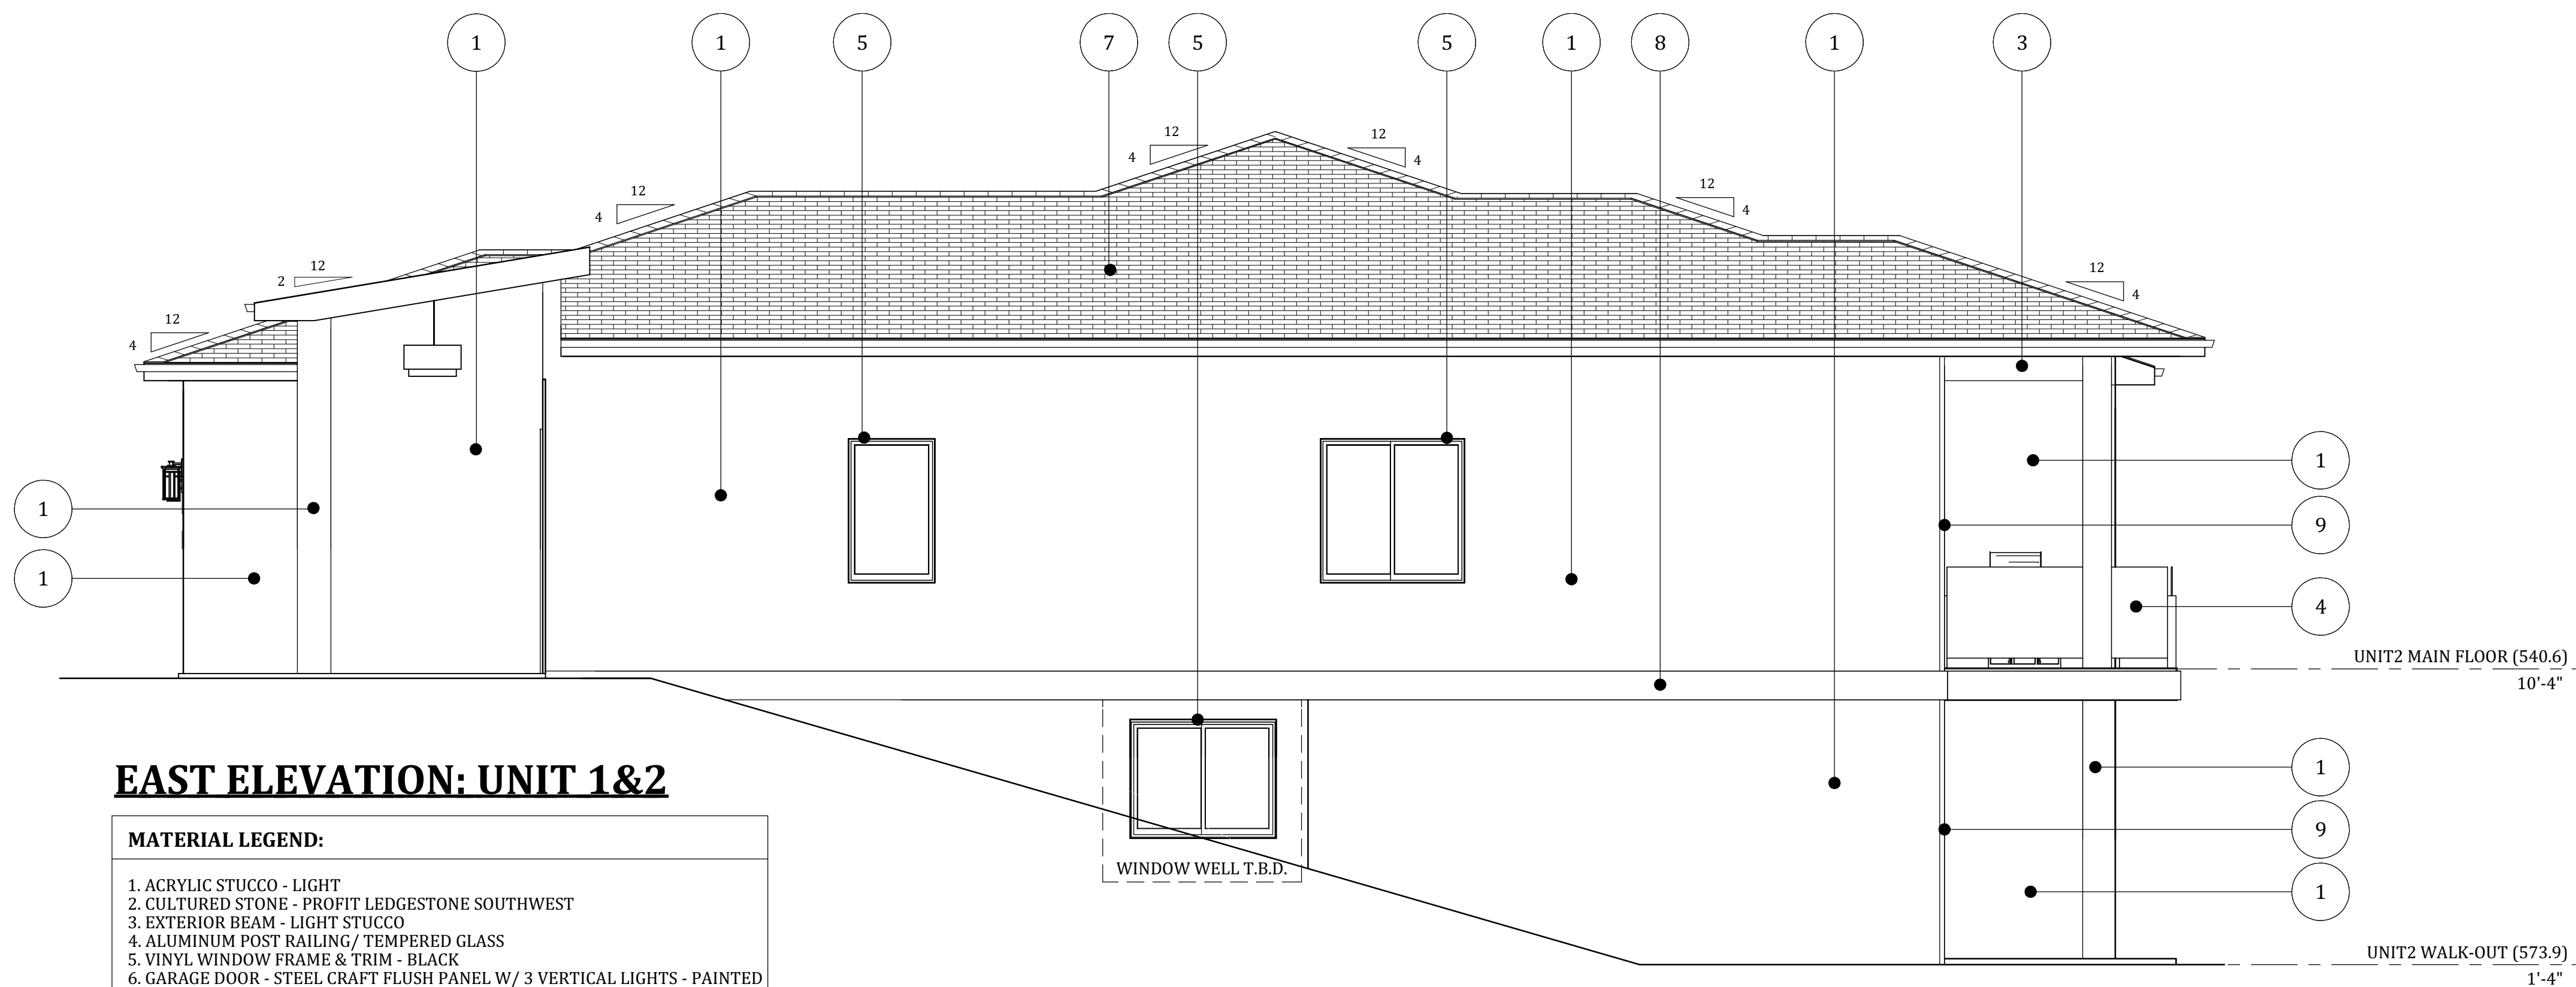 1 1 5 7 5 5 1 8 1 3
12
4
12
4
12
4
12
4
12
2
12
4
12
4
1
9
1
1
4
UNIT2 MAIN FLOOR (540.6)
10'-4"
EAST ELEVATION: UNIT 1&2
1
MATERIAL LEGEND:
9
WINDOW WELL T.B.D.
1
1. ACRYLIC STUCCO - LIGHT
2. CULTURED STONE - PROFIT LEDGESTONE SOUTHWEST
3. EXTERIOR BEAM - LIGHT STUCCO
4. ALUMINUM POST RAILING/ TEMPERED GLASS
5. VINYL WINDOW FRAME & TRIM - BLACK
6. GARAGE DOOR - STEEL CRAFT FLUSH PANEL W/ 3 VERTICAL LIGHTS - PAINTED
UNIT2 WALK-OUT (573.9)
1'-4"